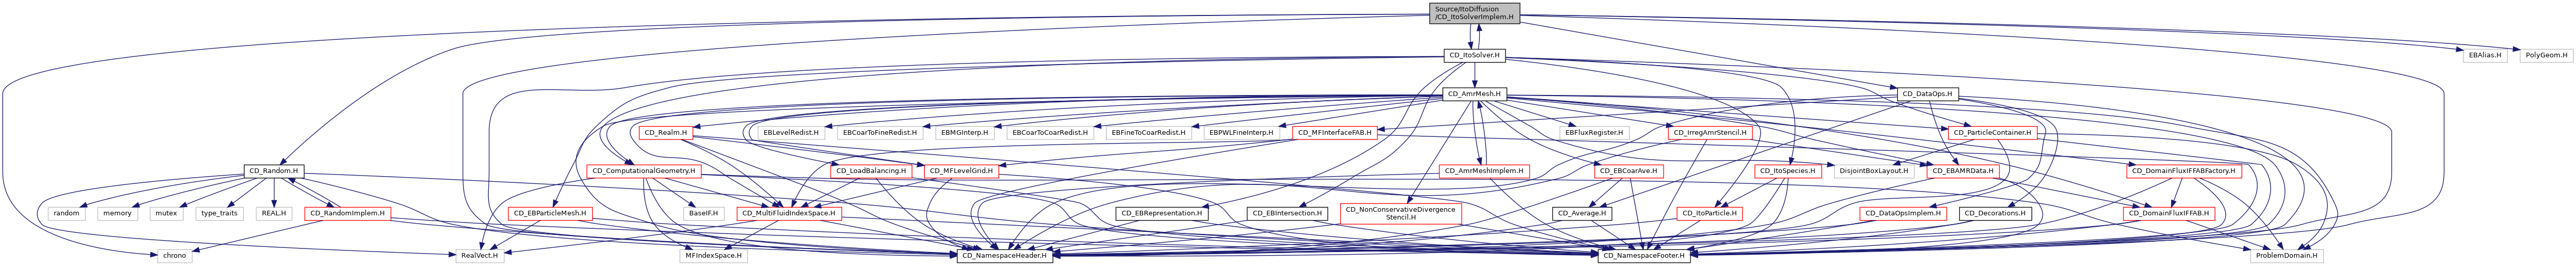 Source/ItoDiffusion
/CD_ItoSolverImplem.H
CD_ItoSolver.H
EBAlias.H
PolyGeom.H
CD_AmrMesh.H
CD_DataOps.H
CD_Realm.H
EBLevelRedist.H
EBCoarToFineRedist.H
EBMGInterp.H
EBCoarToCoarRedist.H
EBFineToCoarRedist.H
EBPWLFineInterp.H
CD_MFInterfaceFAB.H
EBFluxRegister.H
CD_IrregAmrStencil.H
CD_ParticleContainer.H
CD_Random.H
CD_ComputationalGeometry.H
CD_LoadBalancing.H
CD_MFLevelGrid.H
CD_AmrMeshImplem.H
CD_EBCoarAve.H
DisjointBoxLayout.H
CD_ItoSpecies.H
CD_EBAMRData.H
CD_DomainFluxIFFABFactory.H
random
memory
mutex
type_traits
REAL.H
CD_RandomImplem.H
CD_EBParticleMesh.H
BaseIF.H
CD_MultiFluidIndexSpace.H
CD_EBRepresentation.H
CD_EBIntersection.H
CD_NonConservativeDivergence
Stencil.H
CD_Average.H
CD_ItoParticle.H
CD_DataOpsImplem.H
CD_Decorations.H
CD_DomainFluxIFFAB.H
chrono
RealVect.H
MFIndexSpace.H
CD_NamespaceHeader.H
CD_NamespaceFooter.H
ProblemDomain.H